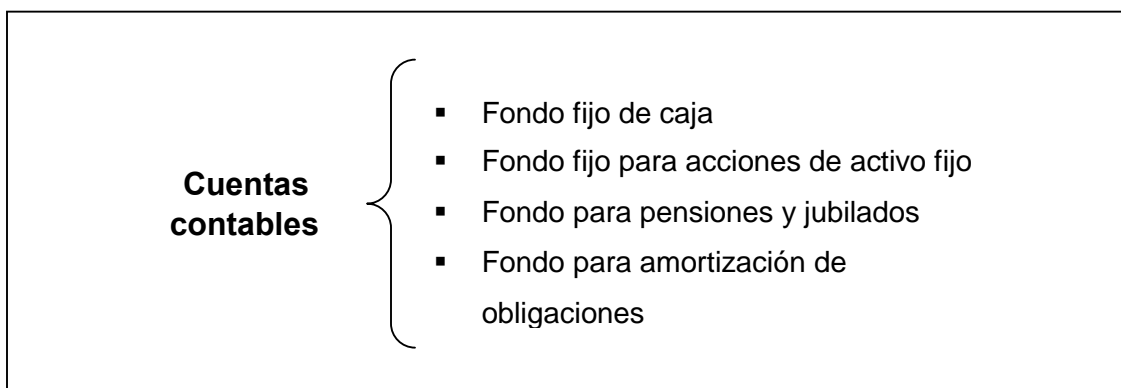 Cuentas
contables
▪ Fondo fijo de caja
▪ Fondo fijo para acciones de activo fijo
▪ Fondo para pensiones y jubilados
▪ Fondo para amortización de
obligaciones